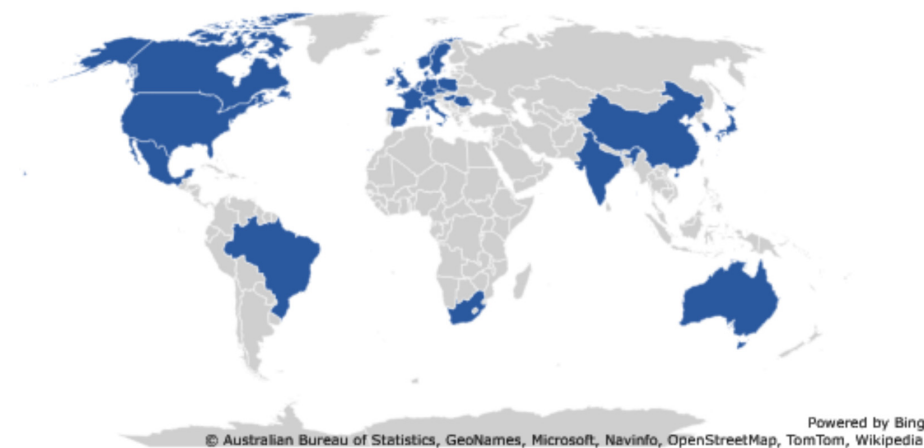 Powered by Bing
© Australian Bureau of Statistics, GeoNames, Microsoft, Navinfo, OpenStreetMap, TomTom, Wikipedia